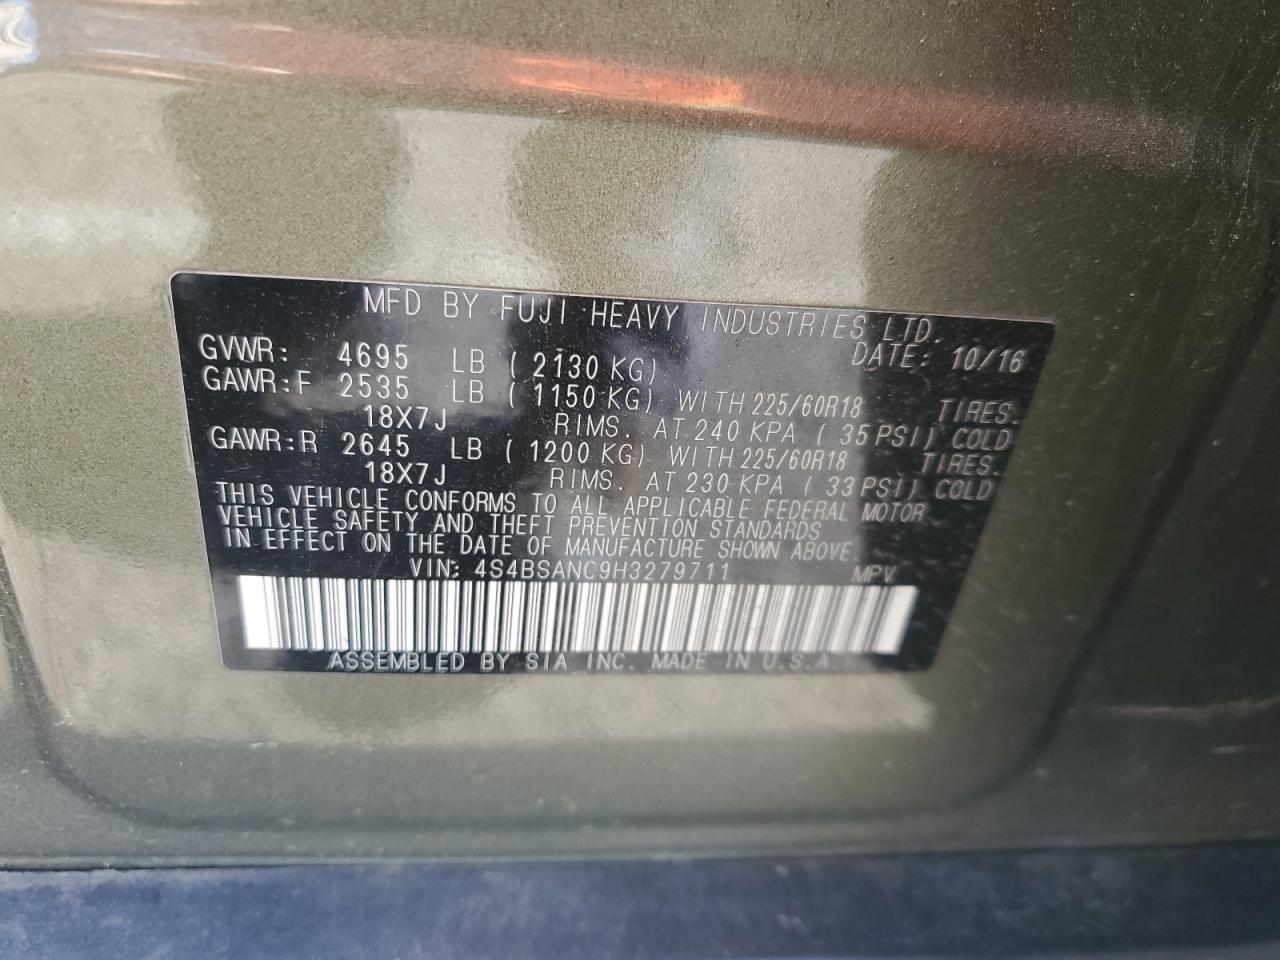 MFD BY FUJI HEAVY INDUSTRIES LTD.
GVWR: 4695 LB ( 2130 KG) DATE: 10/16
GAWR:F 2535 LB ( 1150 KG) WITH 225/60R18 TIRES.
18X7J RIMS. AT 240 KPA ( 35 PSI) COLD
GAWR:R 2645 LB ( 1200 KG) WITH 225/60R18 TIRES.
18X7J RIMS. AT 230 KPA ( 33 PSI) COLD
THIS VEHICLE CONFORMS TO ALL APPLICABLE FEDERAL MOTOR
VEHICLE SAFETY AND THEFT PREVENTION STANDARDS
IN EFFECT ON THE DATE OF MANUFACTURE SHOWN ABOVE.
VIN: 4S4BSANC9H3279711 MPV
ASSEMBLED BY SIA INC. MADE IN U.S.A.